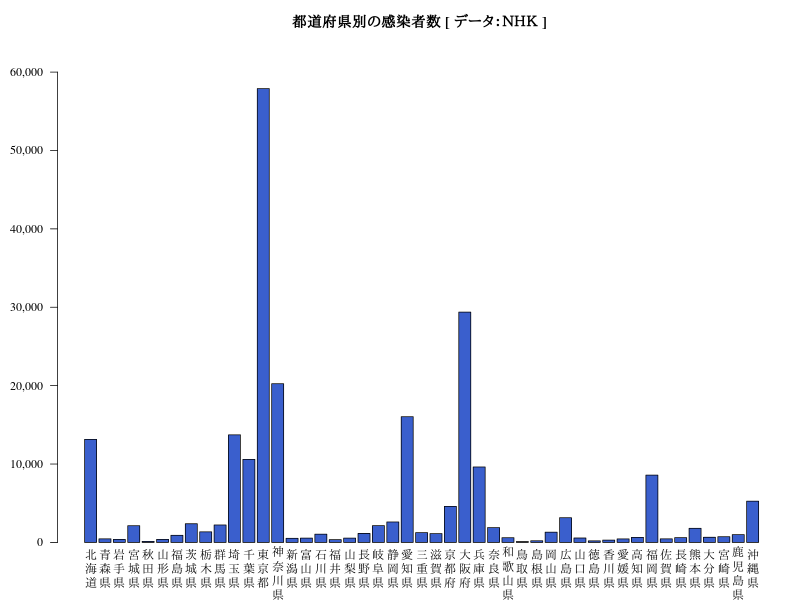 都道府県別の感染者数 [ データ：NHK ]
60,000
50,000
40,000
30,000
20,000
10,000
0
北海道
青森県
岩手県
宮城県
秋田県
山形県
福島県
茨城県
栃木県
群馬県
埼玉県
千葉県
東京都
神奈川県
新潟県
富山県
石川県
福井県
山梨県
長野県
岐阜県
静岡県
愛知県
三重県
滋賀県
京都府
大阪府
兵庫県
奈良県
和歌山県
鳥取県
島根県
岡山県
広島県
山口県
徳島県
香川県
愛媛県
高知県
福岡県
佐賀県
長崎県
熊本県
大分県
宮崎県
鹿児島県
沖縄県